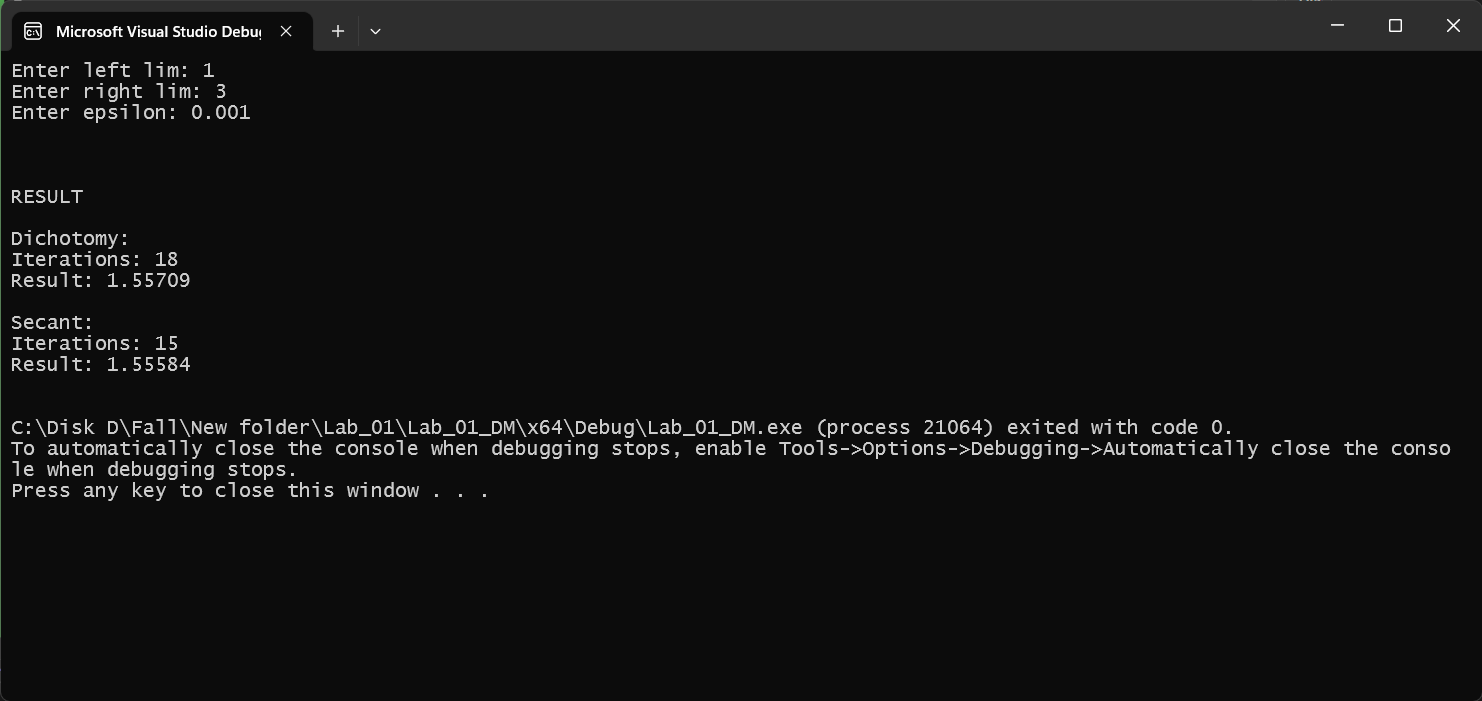 Microsoft Visual Studio Debu
Enter left lim: 1
Enter right lim: 3
Enter epsilon: 0.001
RESULT
Dichotomy:
Iterations: 18
Result: 1.55709
Secant:
Iterations: 15
Result: 1.55584
C:\Disk D\Fall\New folder\Lab_01\Lab_01_DM\x64\Debug\Lab_01_DM.exe (process 21064) exited with code 0.
To automatically close the console when debugging stops, enable Tools->Options->Debugging->Automatically close the conso
le when debugging stops.
Press any key to close this window . . .